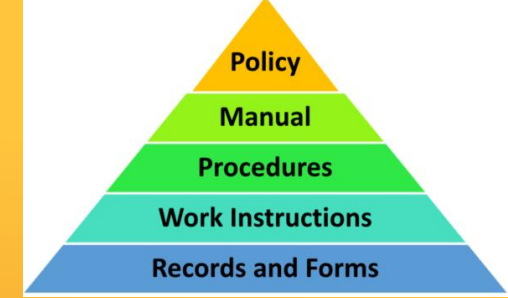 Policy
Manual
Procedures
Work Instructions
Records and Forms